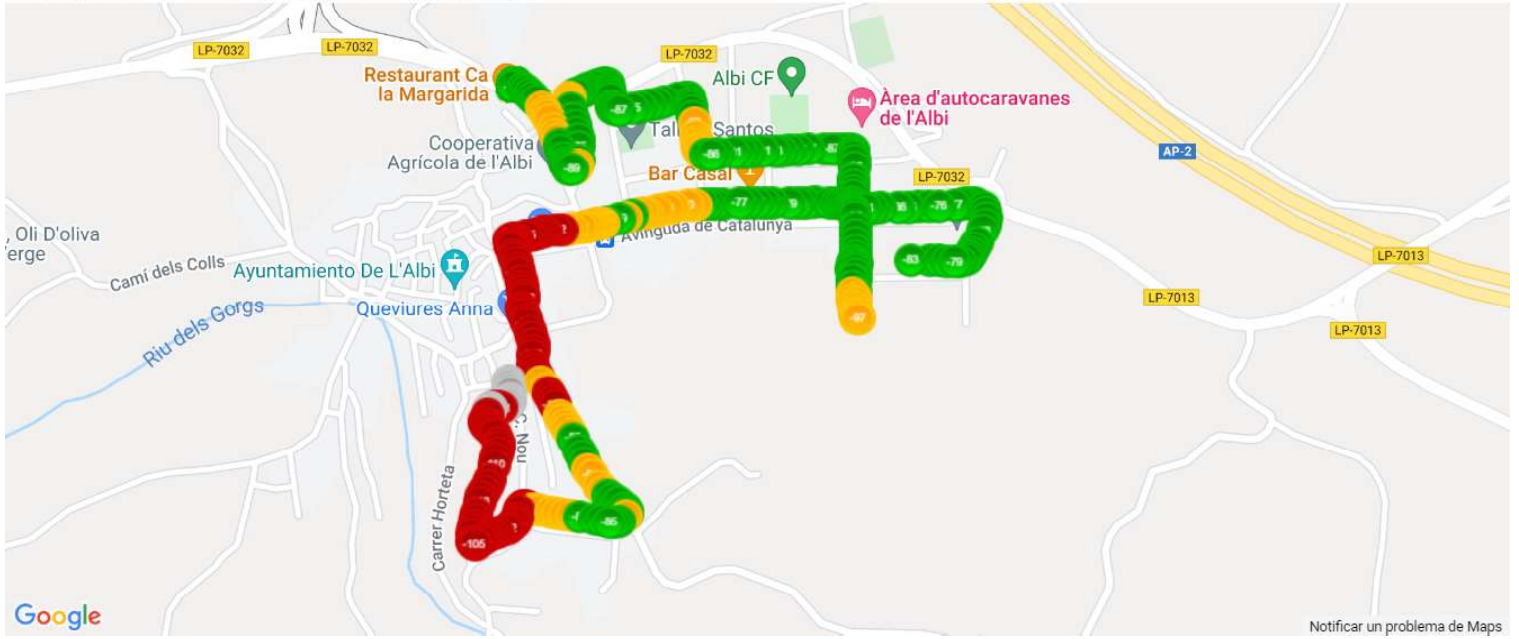 LP-7032
LP-7032
LP-7032
Restaurant Ca
la Margarida
Albi CF
Àrea d'autocaravanes
de l'Albi
-87
Santos
Cooperativa
Agrícola de l'Albi
-89
-86
-87
AP-2
Bar Casal
LP-7032
-77
-76
Avinguda de Catalunya
, Oli D'oliva
Camí dels Colls
Ayuntamiento De L'Albi
-83
-79
LP-7013
LP-7013
LP-7013
Queviures Anna
-97
Riu dels Gorgs
C. Nou
Carrer Horteta
-105
-86
Google
Notificar un problema de Maps